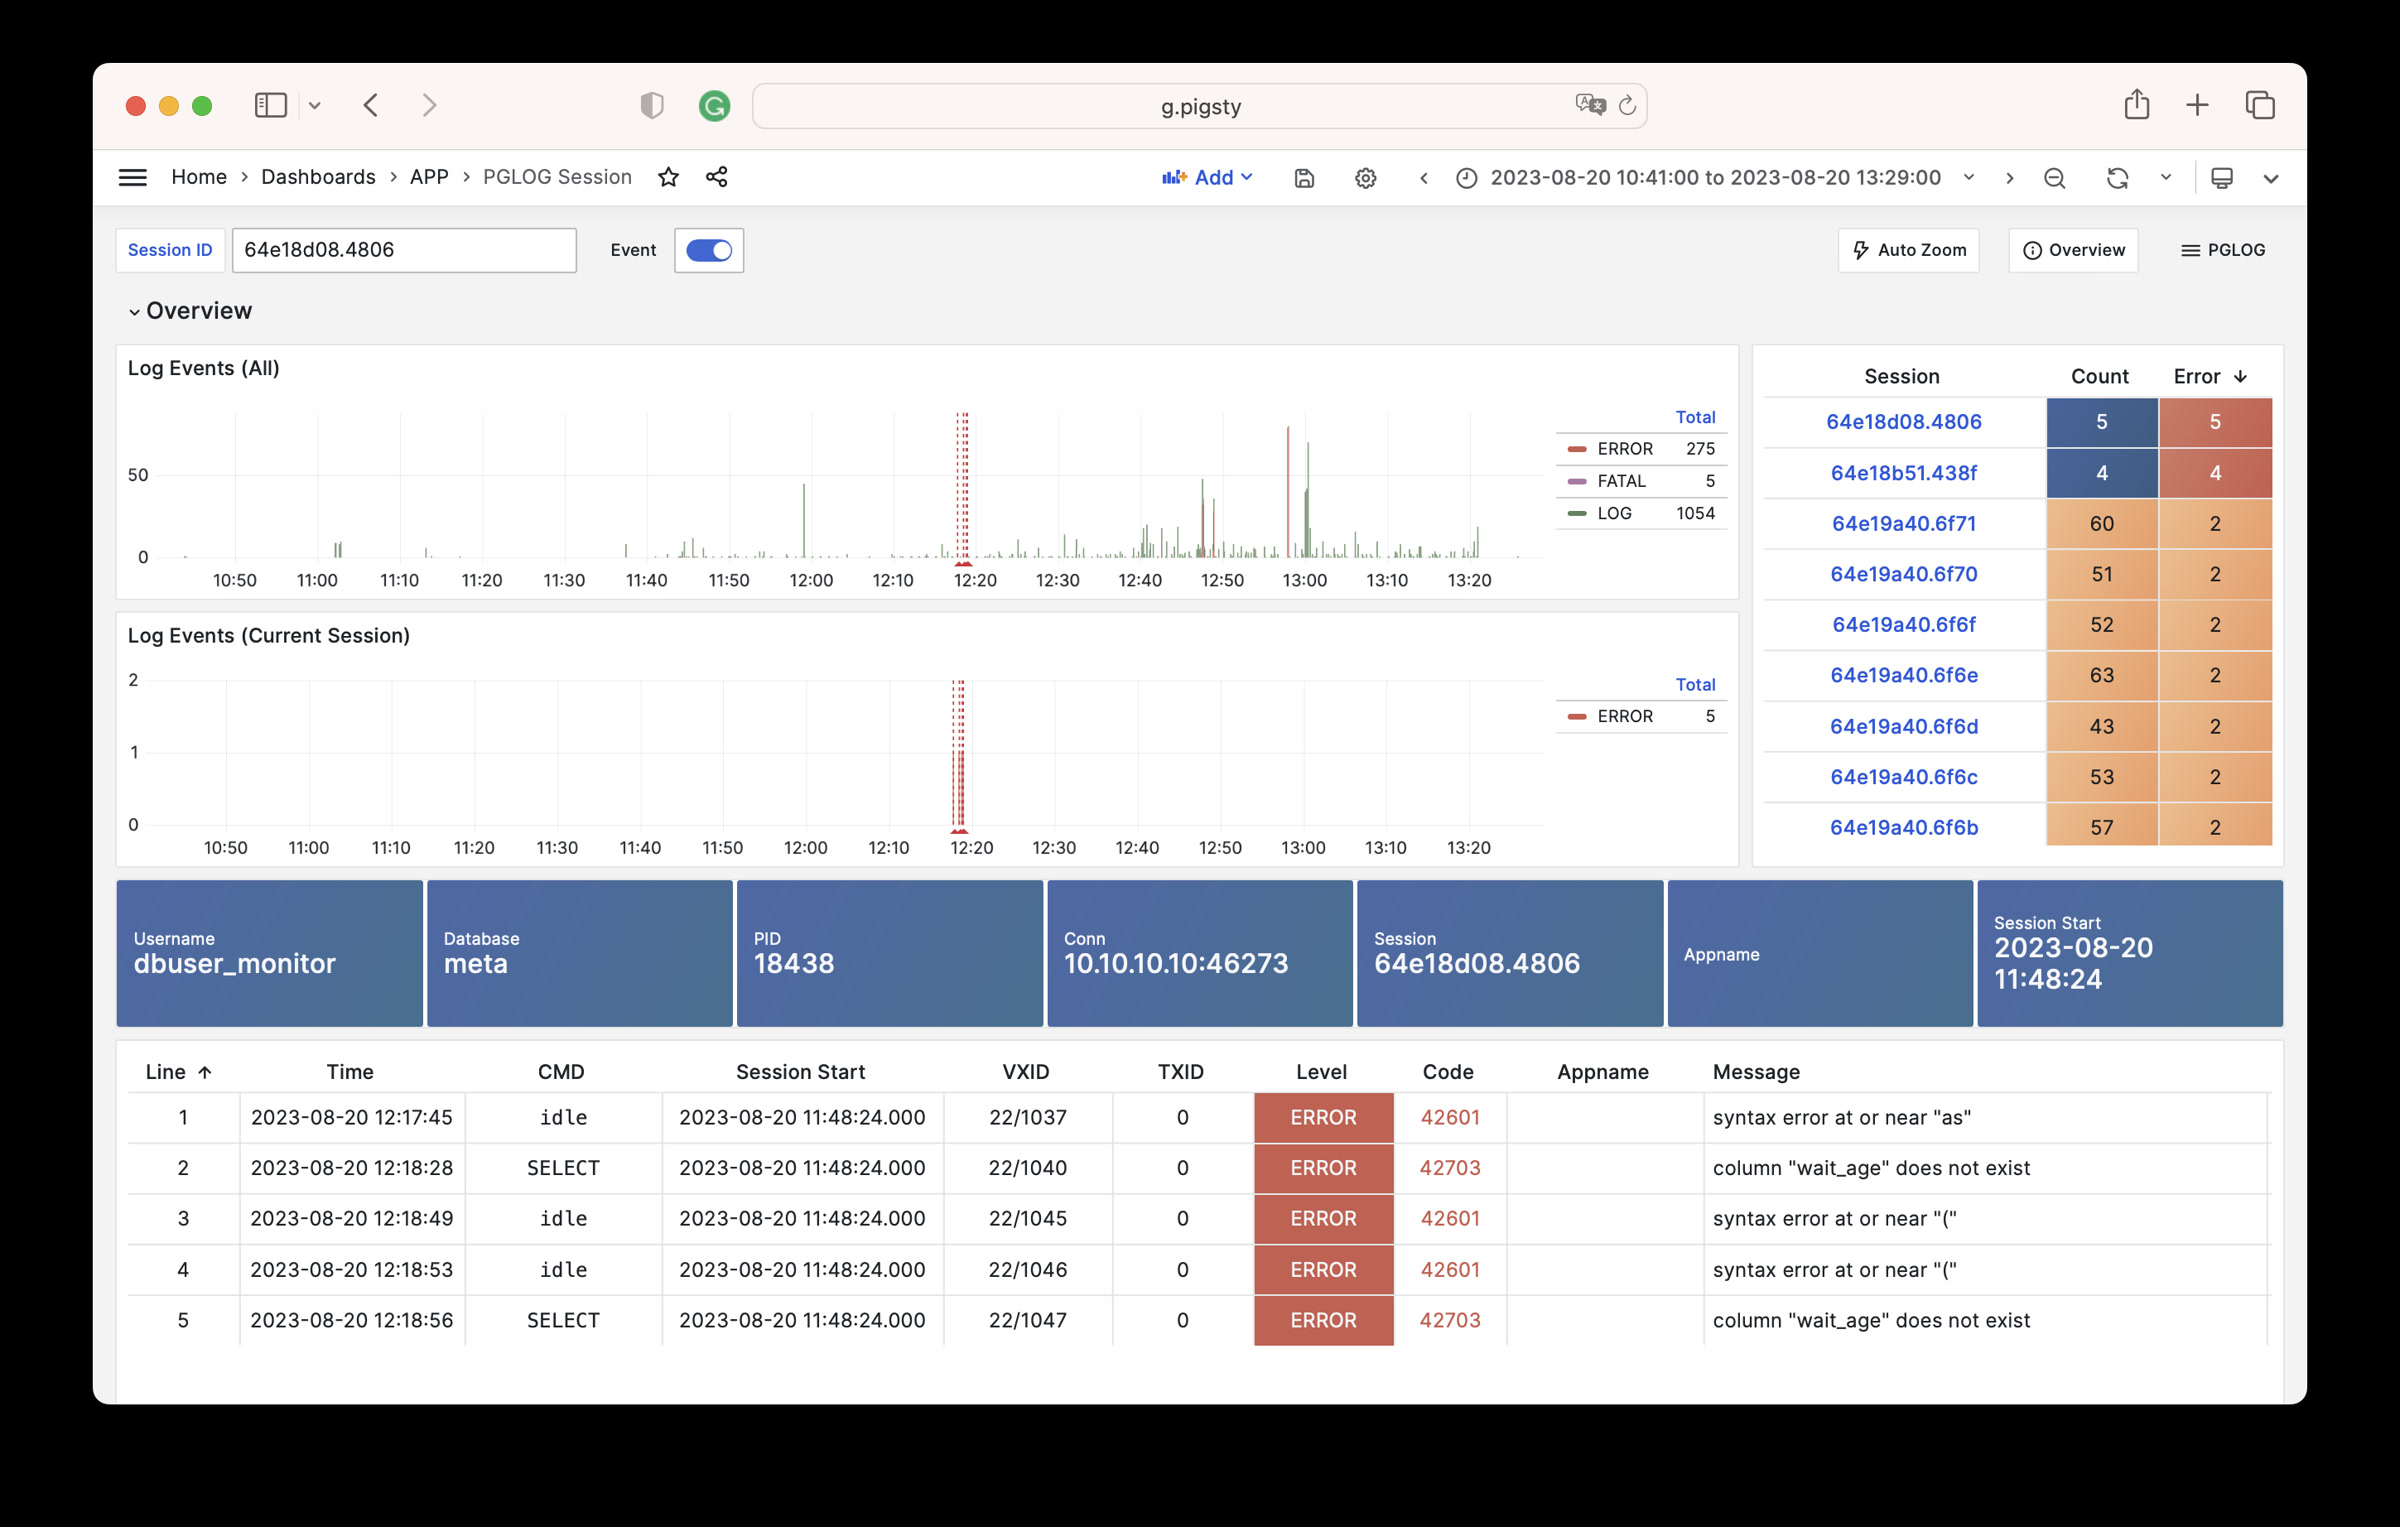 g.pigsty
Home › Dashboards › APP › PGLOG Session
Add
2023-08-20 10:41:00 to 2023-08-20 13:29:00
Session ID 64e18d08.4806 Event
Auto Zoom Overview PGLOG
Overview
Log Events (All)
50
0
10:50 11:00 11:10 11:20 11:30 11:40 11:50 12:00 12:10 12:20 12:30 12:40 12:50 13:00 13:10 13:20
Total
ERROR 275
FATAL 5
LOG 1054
Log Events (Current Session)
2
1
0
10:50 11:00 11:10 11:20 11:30 11:40 11:50 12:00 12:10 12:20 12:30 12:40 12:50 13:00 13:10 13:20
Total
ERROR 5
Session Count Error
64e18d08.4806 5 5
64e18b51.438f 4 4
64e19a40.6f71 60 2
64e19a40.6f70 51 2
64e19a40.6f6f 52 2
64e19a40.6f6e 63 2
64e19a40.6f6d 43 2
64e19a40.6f6c 53 2
64e19a40.6f6b 57 2
Username
dbuser_monitor
Database
meta
PID
18438
Conn
10.10.10.10:46273
Session
64e18d08.4806
Appname
Session Start
2023-08-20
11:48:24
Line Time CMD Session Start VXID TXID Level Code Appname Message
1 2023-08-20 12:17:45 idle 2023-08-20 11:48:24.000 22/1037 0 ERROR 42601 syntax error at or near "as"
2 2023-08-20 12:18:28 SELECT 2023-08-20 11:48:24.000 22/1040 0 ERROR 42703 column "wait_age" does not exist
3 2023-08-20 12:18:49 idle 2023-08-20 11:48:24.000 22/1045 0 ERROR 42601 syntax error at or near "("
4 2023-08-20 12:18:53 idle 2023-08-20 11:48:24.000 22/1046 0 ERROR 42601 syntax error at or near "("
5 2023-08-20 12:18:56 SELECT 2023-08-20 11:48:24.000 22/1047 0 ERROR 42703 column "wait_age" does not exist